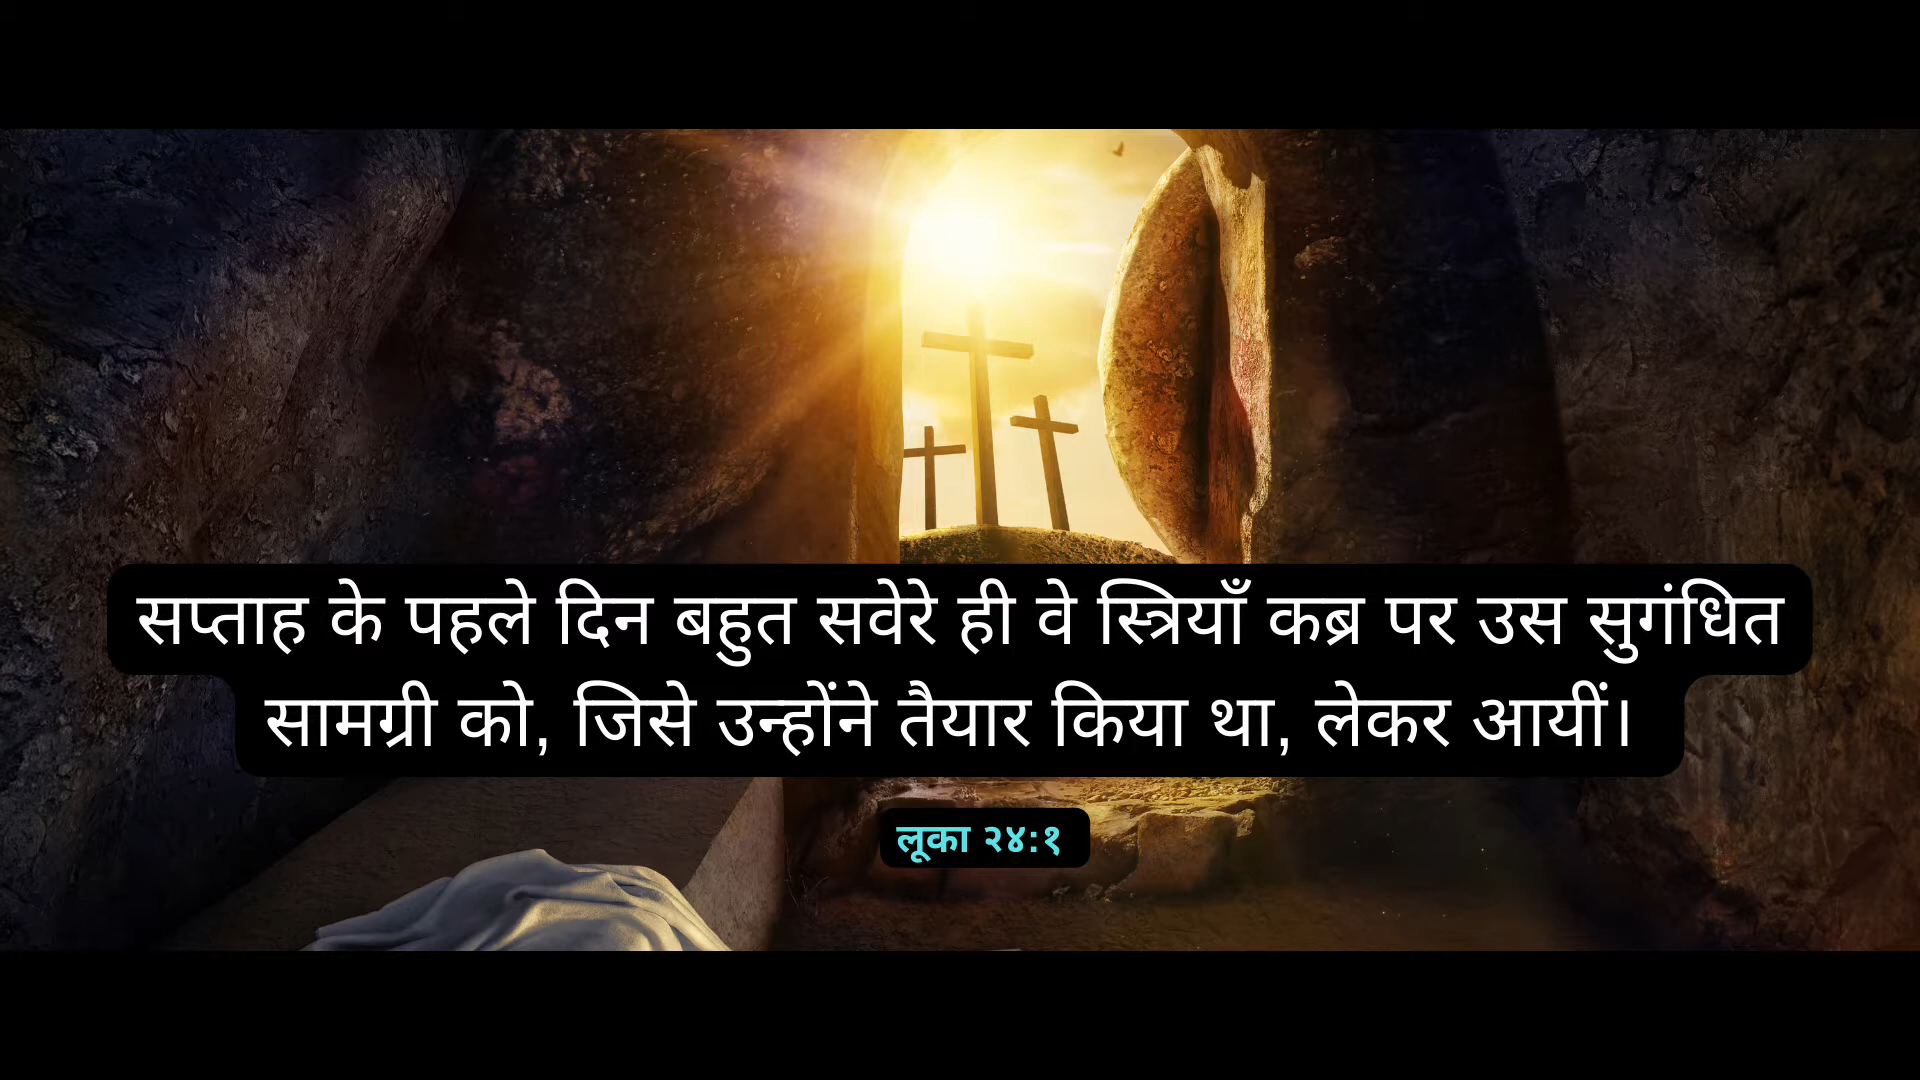 सप्ताह के पहले दिन बहुत सवेरे ही वे स्त्रियाँ कब्र पर उस सुगंधित
सामग्री को, जिसे उन्होंने तैयार किया था, लेकर आयीं।
लूका २४:१